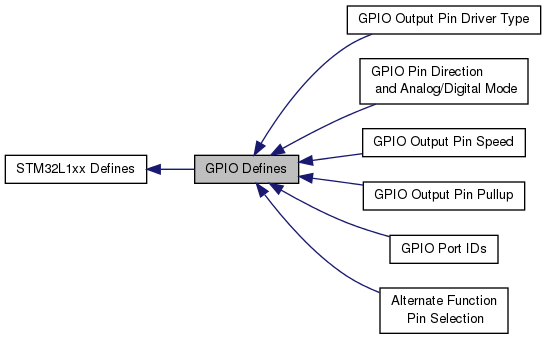 GPIO Output Pin Driver Type
GPIO Pin Direction
and Analog/Digital Mode
GPIO Output Pin Speed
STM32L1xx Defines
GPIO Defines
GPIO Output Pin Pullup
GPIO Port IDs
Alternate Function
Pin Selection